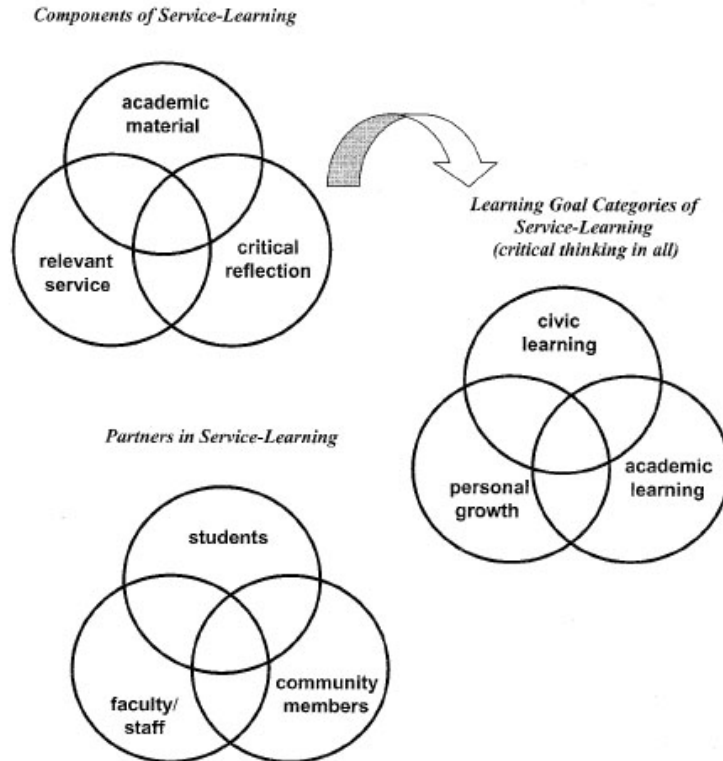 Components of Service-Learning
academic
material
relevant
service
critical
reflection
Learning Goal Categories of
Service-Learning
(critical thinking in all)
civic
learning
personal
growth
academic
learning
Partners in Service-Learning
students
faculty/
staff
community
members